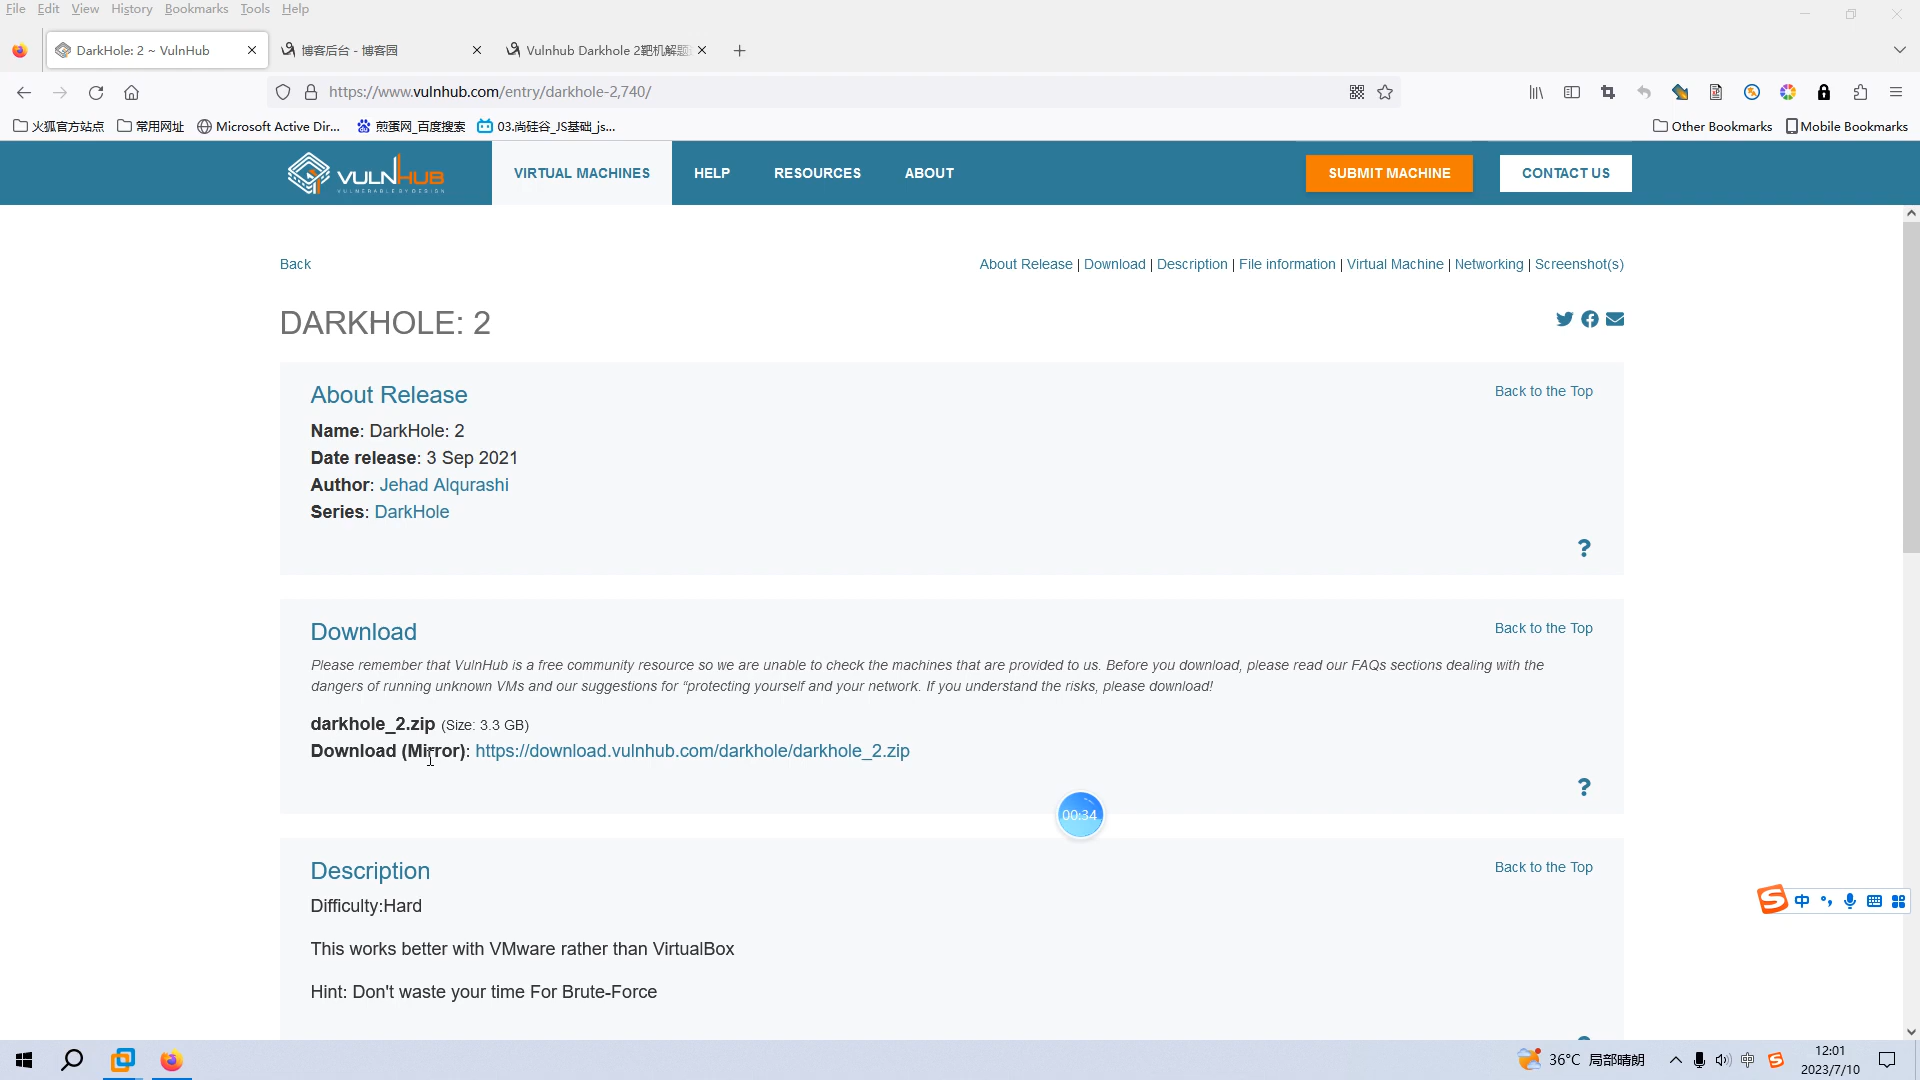 File Edit View History Bookmarks Tools Help
DarkHole: 2 ~ VulnHub
博客后台 - 博客园
Vulnhub Darkhole 2靶机解题
https://www.vulnhub.com/entry/darkhole-2,740/
火狐官方站点 常用网址 Microsoft Active Dir... 煎蛋网_百度搜索 03.尚硅谷_JS基础_js... Other Bookmarks Mobile Bookmarks
VULNHUB
VULNERABLE BY DESIGN
VIRTUAL MACHINES HELP RESOURCES ABOUT SUBMIT MACHINE CONTACT US
Back
About Release | Download | Description | File information | Virtual Machine | Networking | Screenshot(s)
DARKHOLE: 2
About Release
Back to the Top
Name: DarkHole: 2
Date release: 3 Sep 2021
Author: Jehad Alqurashi
Series: DarkHole
?
Download
Back to the Top
Please remember that VulnHub is a free community resource so we are unable to check the machines that are provided to us. Before you download, please read our FAQs sections dealing with the
dangers of running unknown VMs and our suggestions for “protecting yourself and your network. If you understand the risks, please download!
darkhole_2.zip (Size: 3.3 GB)
Download (Mirror): https://download.vulnhub.com/darkhole/darkhole_2.zip
?
00:34
Description
Back to the Top
Difficulty:Hard
This works better with VMware rather than VirtualBox
Hint: Don't waste your time For Brute-Force
中
36°C 局部晴朗
中
12:01
2023/7/10